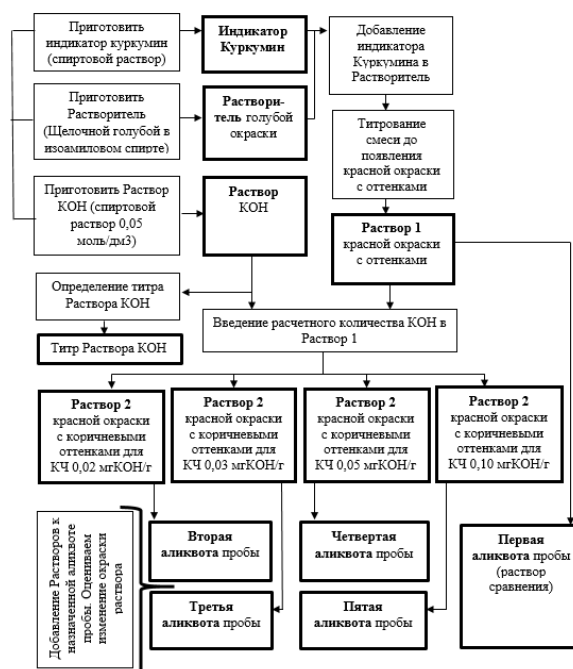 Приготовить
индикатор куркумин
(спиртовой раствор)
Индикатор
Куркумин
Добавление
индикатора
Куркумина в
Растворитель
Приготовить
Растворитель
(Щелочной голубой в
изоамиловом спирте)
Раствори-
тель голубой
окраски
Титрование
смеси до
появления
красной окраски
с оттенками
Приготовить Раствор
КОН (спиртовой
раствор 0,05
моль/дм3)
Раствор
КОН
Раствор 1
красной окраски
с оттенками
Определение титра
Раствора КОН
Титр Раствора КОН
Введение расчетного количества КОН в
Раствор 1
Раствор 2
красной окраски
с коричневыми
оттенками для
КЧ 0,02 мгКОН/г
Раствор 2
красной окраски
с коричневыми
оттенками для
КЧ 0,03 мгКОН/г
Раствор 2
красной окраски
с коричневыми
оттенками для
КЧ 0,05 мгКОН/г
Раствор 2
красной окраски
с коричневыми
оттенками для
КЧ 0,10 мгКОН/г
Добавление Растворов к
назначенной аликвоте
пробы. Оцениваем
изменение окраски
раствора
Вторая
аликвота пробы
Четвертая
аликвота пробы
Первая
аликвота пробы
(раствор
сравнения)
Третья
аликвота пробы
Пятая
аликвота пробы